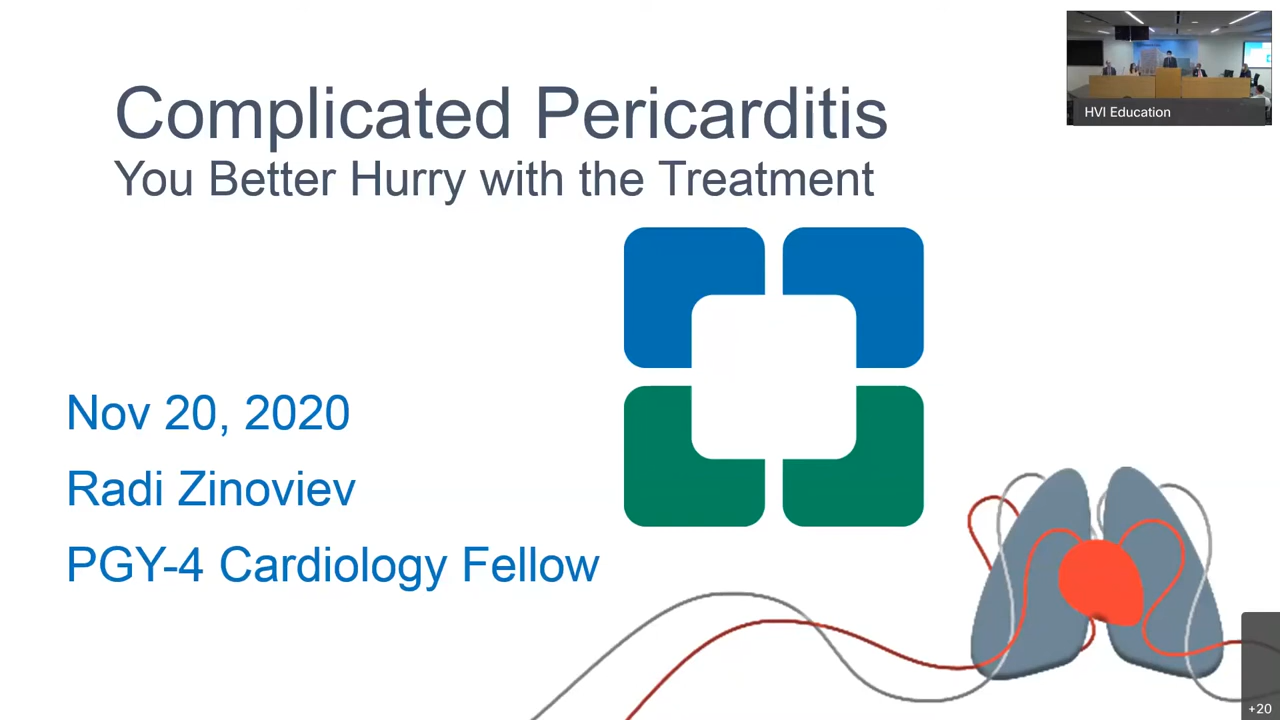 Complicated Pericarditis
You Better Hurry with the Treatment
HVI Education
Nov 20, 2020
Radi Zinoviev
PGY-4 Cardiology Fellow
+20